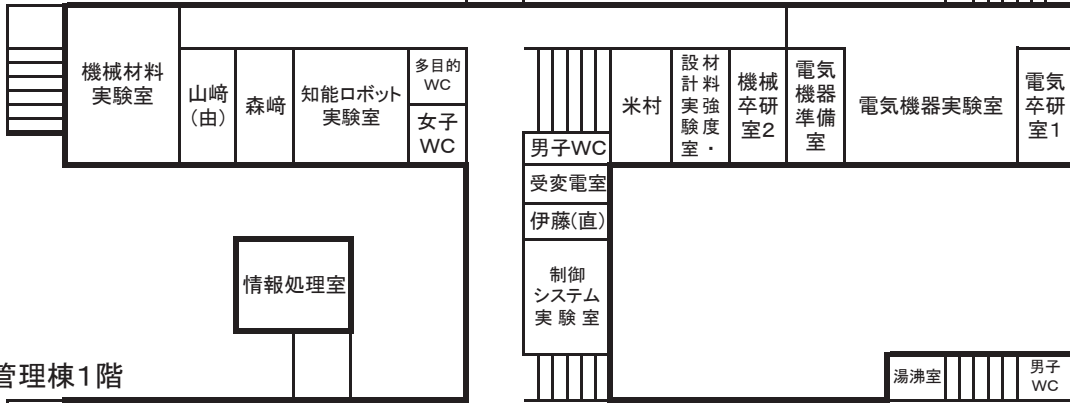 機械材料
実験室
山﨑
(由)
森﨑
知能ロボット
実験室
多目的
WC
女子
WC
男子WC
受変電室
伊藤(直)
制御
システム
実験室
米村
材料強度・
設計実験室
機械
卒研
室2
電気
機器
準備
室
電気機器実験室
電気
卒研
室1
情報処理室
管理棟1階
湯沸室
男子
WC